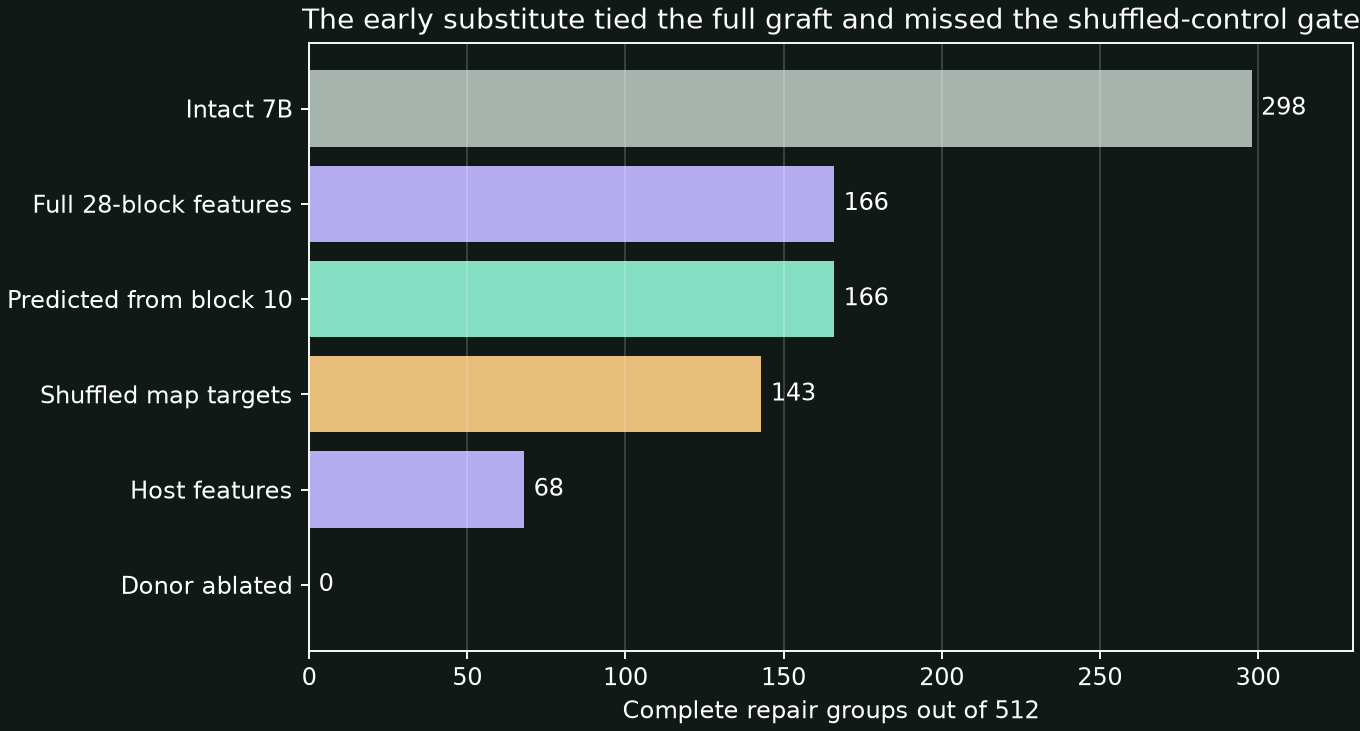 The early substitute tied the full graft and missed the shuffled-control gate
Intact 7B
298
Full 28-block features
166
Predicted from block 10
166
Shuffled map targets
143
Host features
68
Donor ablated
0
0 50 100 150 200 250 300
Complete repair groups out of 512